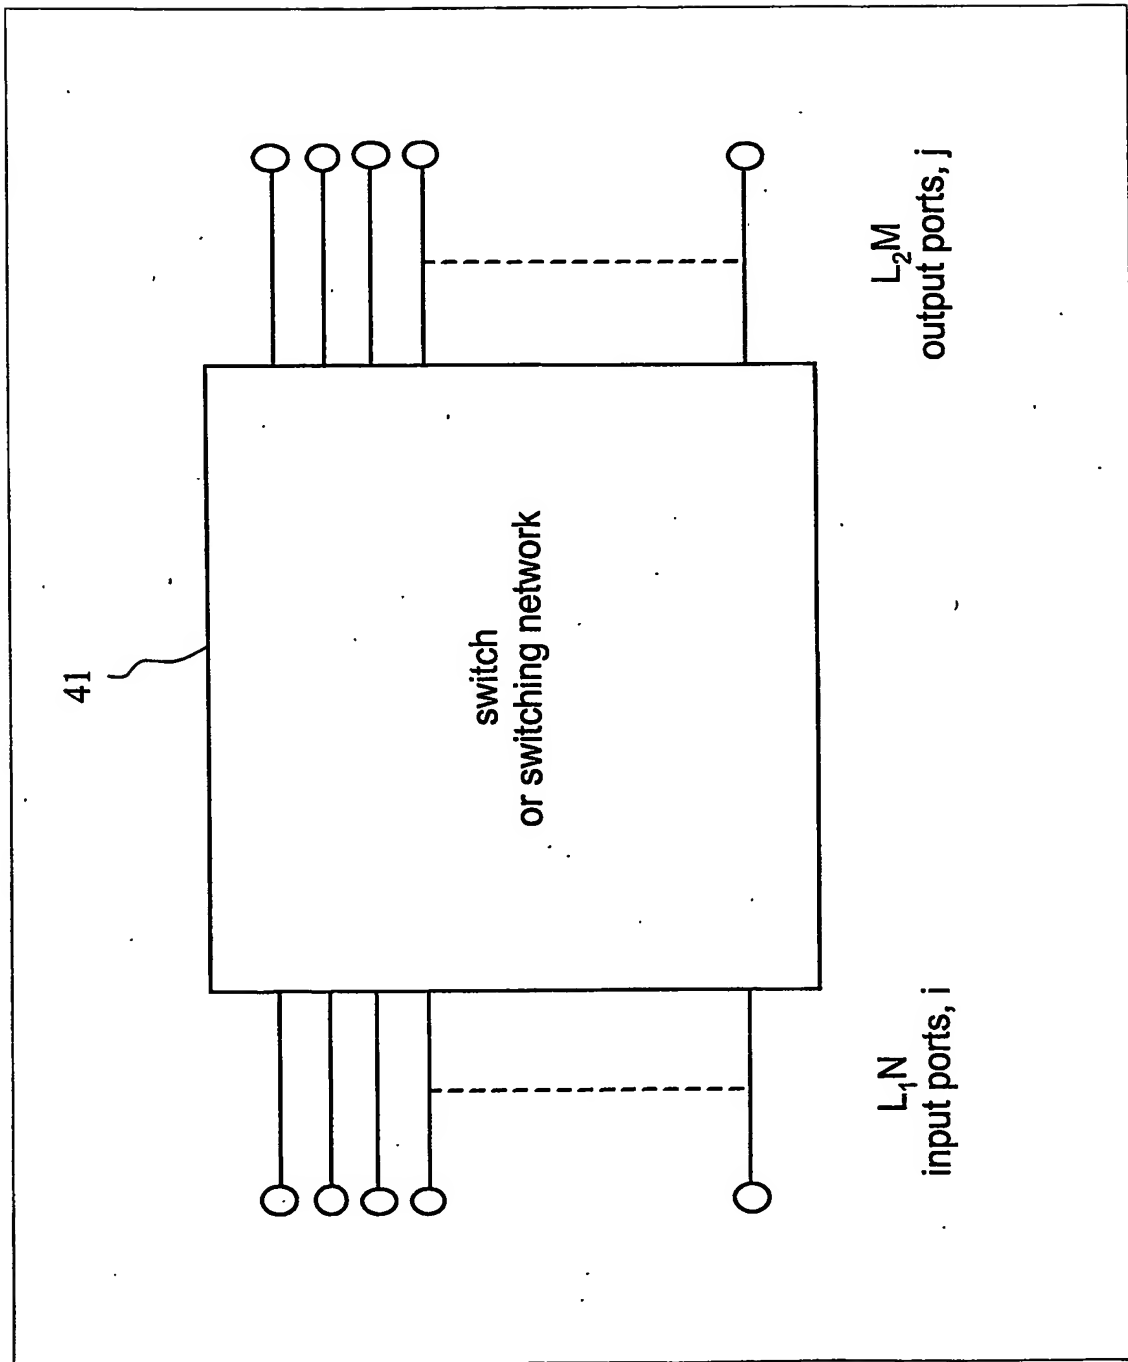 41
switch
or switching network
L₁N
input ports, i
L₂M
output ports, j